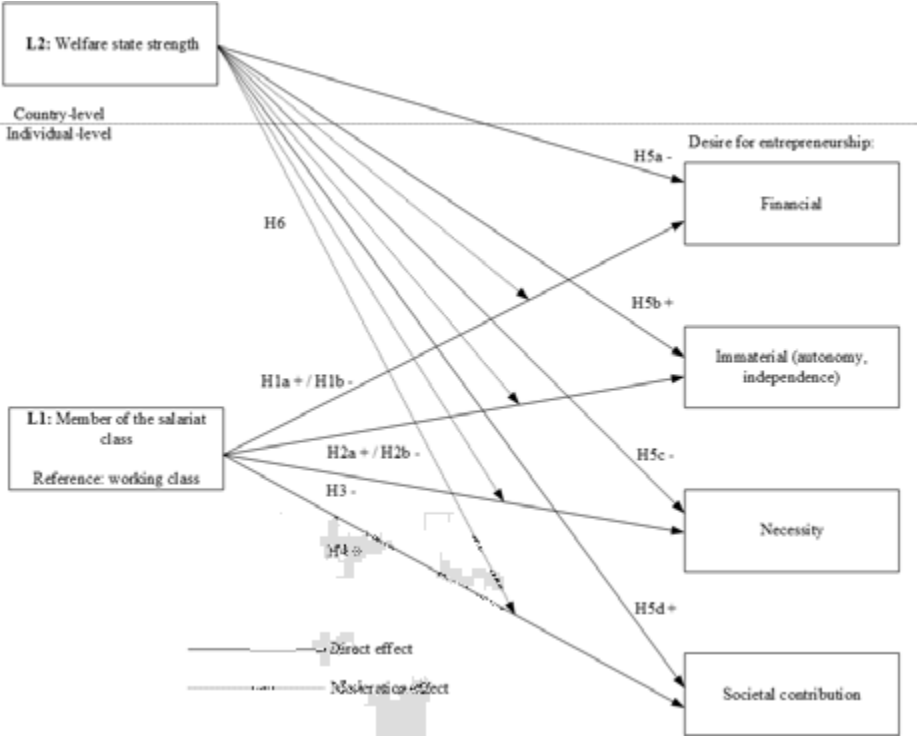 L2: Welfare state strength
Country-level
Individual-level
Desire for entrepreneurship:
H5a -
Financial
H6
H5b +
Immaterial (autonomy,
independence)
H1a + / H1b -
L1: Member of the salariat
class
Reference: working class
H2a + / H2b -
H5c -
H3 -
Necessity
H5d +
Direct effect
Moderation effect
Societal contribution